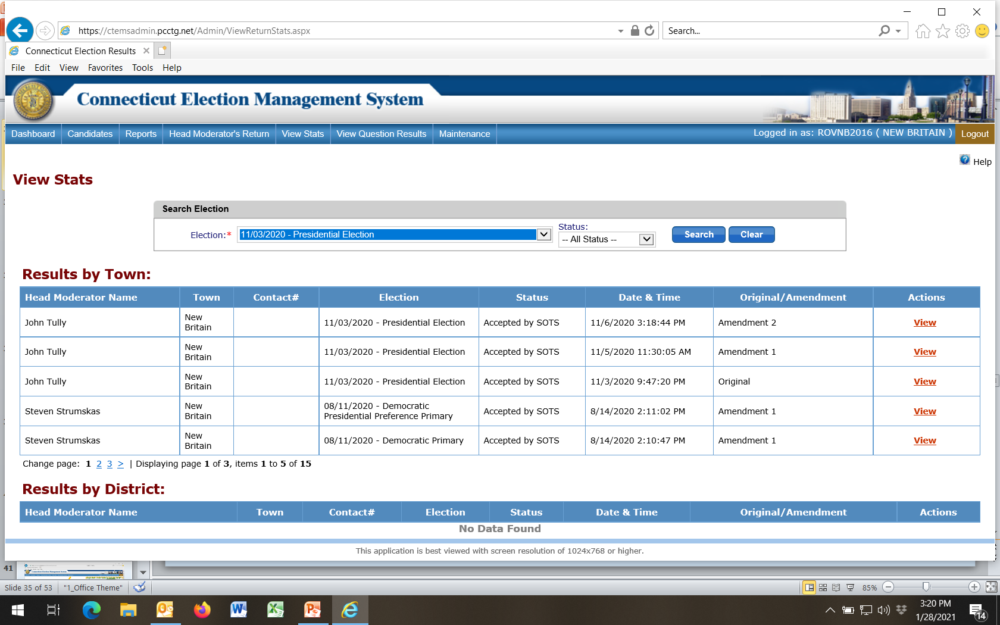 https://ctemsadmin.pcctg.net/Admin/ViewReturnStats.aspx
Search...
Connecticut Election Results
File Edit View Favorites Tools Help
Connecticut Election Management System
Dashboard Candidates Reports Head Moderator's Return View Stats View Question Results Maintenance Logged in as: ROVNB2016 ( NEW BRITAIN ) Logout
Help
View Stats
Search Election
Election:* 11/03/2020 - Presidential Election Status: -- All Status -- Search Clear
Results by Town:
Head Moderator Name Town Contact# Election Status Date & Time Original/Amendment Actions
John Tully New Britain 11/03/2020 - Presidential Election Accepted by SOTS 11/6/2020 3:18:44 PM Amendment 2 View
John Tully New Britain 11/03/2020 - Presidential Election Accepted by SOTS 11/5/2020 11:30:05 AM Amendment 1 View
John Tully New Britain 11/03/2020 - Presidential Election Accepted by SOTS 11/3/2020 9:47:20 PM Original View
Steven Strumskas New Britain 08/11/2020 - Democratic Presidential Preference Primary Accepted by SOTS 8/14/2020 2:11:02 PM Amendment 1 View
Steven Strumskas New Britain 08/11/2020 - Democratic Primary Accepted by SOTS 8/14/2020 2:10:47 PM Amendment 1 View
Change page: 1 2 3 > | Displaying page 1 of 3, items 1 to 5 of 15
Results by District:
Head Moderator Name Town Contact# Election Status Date & Time Original/Amendment Actions
No Data Found
This application is best viewed with screen resolution of 1024x768 or higher.
41
Slide 35 of 53 "1_Office Theme" 85%
3:20 PM
1/28/2021
14